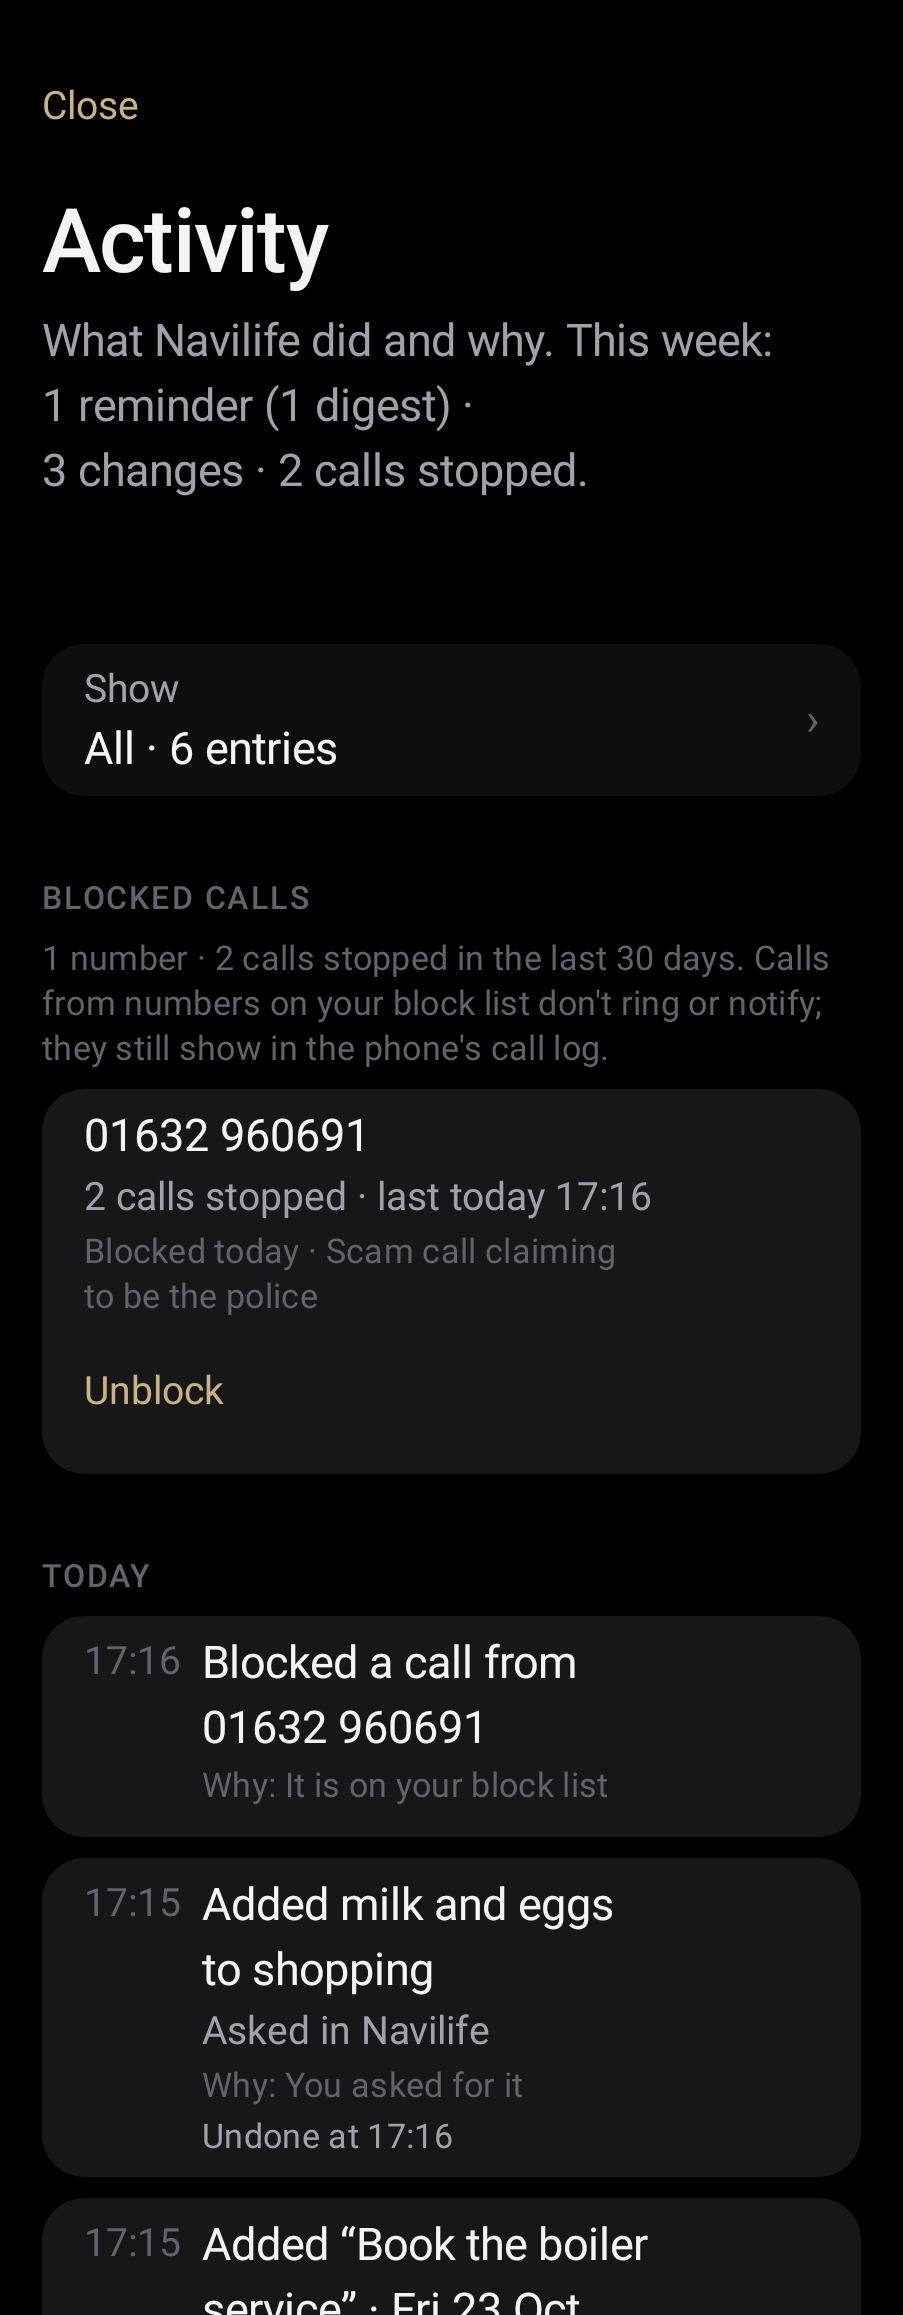 Close
Activity
What Navilife did and why. This week:
1 reminder (1 digest) ·
3 changes · 2 calls stopped.
Show
All · 6 entries
›
BLOCKED CALLS
1 number · 2 calls stopped in the last 30 days. Calls
from numbers on your block list don't ring or notify;
they still show in the phone's call log.
01632 960691
2 calls stopped · last today 17:16
Blocked today · Scam call claiming
to be the police
Unblock
TODAY
17:16 Blocked a call from
01632 960691
Why: It is on your block list
17:15 Added milk and eggs
to shopping
Asked in Navilife
Why: You asked for it
Undone at 17:16
17:15 Added “Book the boiler
service” · Fri 23 Oct